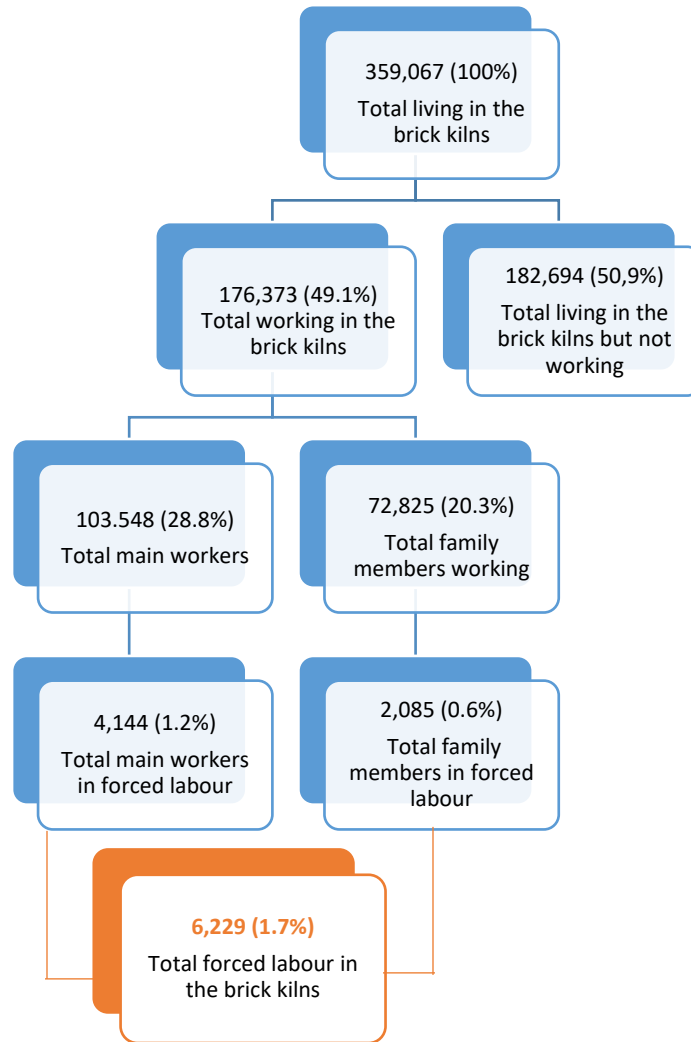 359,067 (100%)
Total living in the
brick kilns
176,373 (49.1%)
Total working in the
brick kilns
182,694 (50,9%)
Total living in the
brick kilns but not
working
103.548 (28.8%)
Total main workers
72,825 (20.3%)
Total family
members working
4,144 (1.2%)
Total main workers
in forced labour
2,085 (0.6%)
Total family
members in forced
labour
6,229 (1.7%)
Total forced labour in
the brick kilns